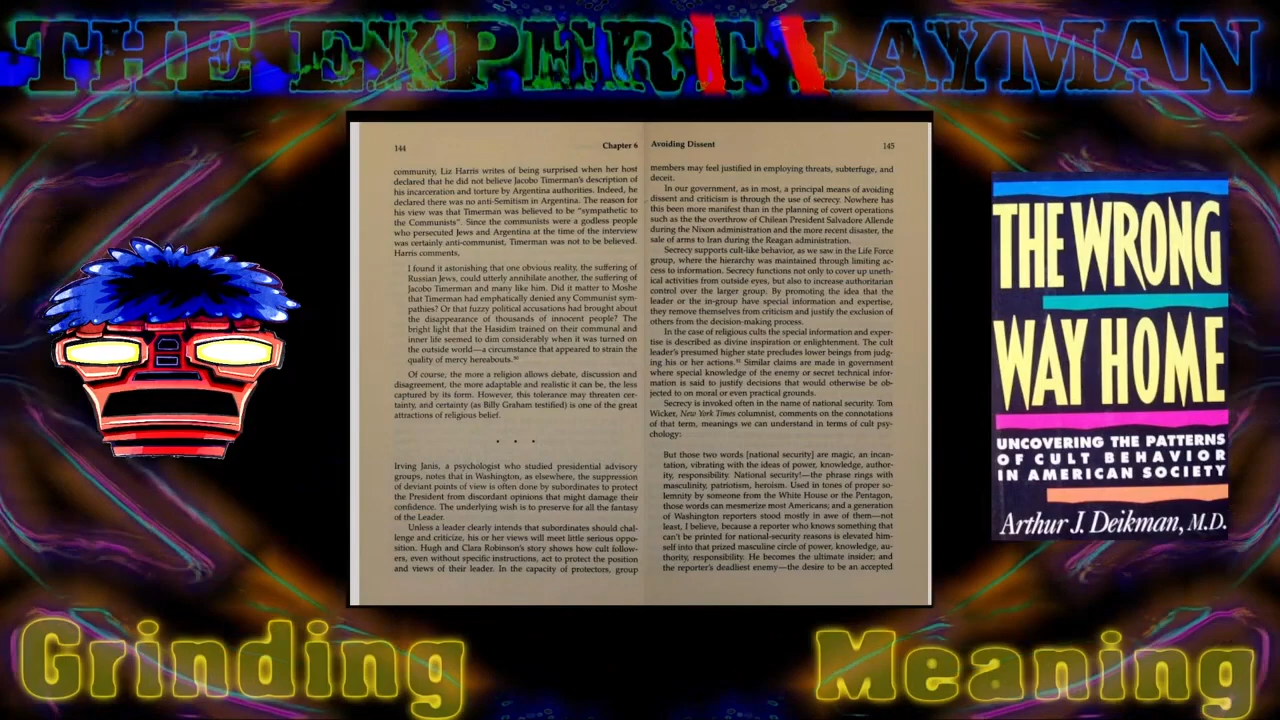 THE EXPERT LAYMAN
144 Chapter 6
community, Liz Harris writes of being surprised when her host
declared that he did not believe Jacobo Timerman's description of
his incarceration and torture by Argentina authorities. Indeed, he
declared there was no anti-Semitism in Argentina. The reason for
his view was that Timerman was believed to be "sympathetic to
the Communists". Since the communists were a godless people
who persecuted Jews and Argentina at the time of the interview
was certainly anti-communist, Timerman was not to be believed.
Harris comments,
I found it astonishing that one obvious reality, the suffering of
Russian Jews, could utterly annihilate another, the suffering of
Jacobo Timerman and many like him. Did it matter to Moshe
that Timerman had emphatically denied any Communist sym-
pathies? Or that fuzzy political accusations had brought about
the disappearance of thousands of innocent people? The
bright light that the Hasidim trained on their communal and
inner life seemed to dim considerably when it was turned on
the outside world—a circumstance that appeared to strain the
quality of mercy hereabouts.30
Of course, the more a religion allows debate, discussion and
disagreement, the more adaptable and realistic it can be, the less
captured by its form. However, this tolerance may threaten cer-
tainty, and certainty (as Billy Graham testified) is one of the great
attractions of religious belief.
• • •
Irving Janis, a psychologist who studied presidential advisory
groups, notes that in Washington, as elsewhere, the suppression
of deviant points of view is often done by subordinates to protect
the President from discordant opinions that might damage their
confidence. The underlying wish is to preserve for all the fantasy
of the Leader.
Unless a leader clearly intends that subordinates should chal-
lenge and criticize, his or her views will meet little serious oppo-
sition. Hugh and Clara Robinson's story shows how cult follow-
ers, even without specific instructions, act to protect the position
and views of their leader. In the capacity of protectors, group
Avoiding Dissent 145
members may feel justified in employing threats, subterfuge, and
deceit.
In our government, as in most, a principal means of avoiding
dissent and criticism is through the use of secrecy. Nowhere has
this been more manifest than in the planning of covert operations
such as the the overthrow of Chilean President Salvadore Allende
during the Nixon administration and the more recent disaster, the
sale of arms to Iran during the Reagan administration.
Secrecy supports cult-like behavior, as we saw in the Life Force
group, where the hierarchy was maintained through limiting ac-
cess to information. Secrecy functions not only to cover up uneth-
ical activities from outside eyes, but also to increase authoritarian
control over the larger group. By promoting the idea that the
leader or the in-group have special information and expertise,
they remove themselves from criticism and justify the exclusion of
others from the decision-making process.
In the case of religious cults the special information and exper-
tise is described as divine inspiration or enlightenment. The cult
leader's presumed higher state precludes lower beings from judg-
ing his or her actions.31 Similar claims are made in government
where special knowledge of the enemy or secret technical infor-
mation is said to justify decisions that would otherwise be ob-
jected to on moral or even practical grounds.
Secrecy is invoked often in the name of national security. Tom
Wicker, New York Times columnist, comments on the connotations
of that term, meanings we can understand in terms of cult psy-
chology:
But those two words [national security] are magic, an incan-
tation, vibrating with the ideas of power, knowledge, author-
ity, responsibility. National security!—the phrase rings with
masculinity, patriotism, heroism. Used in tones of proper so-
lemnity by someone from the White House or the Pentagon,
those words can mesmerize most Americans; and a generation
of Washington reporters stood mostly in awe of them—not
least, I believe, because a reporter who knows something that
can't be printed for national-security reasons is elevated him-
self into that prized masculine circle of power, knowledge, au-
thority, responsibility. He becomes the ultimate insider; and
the reporter's deadliest enemy—the desire to be an accepted
THE WRONG
WAY HOME
UNCOVERING THE PATTERNS
OF CULT BEHAVIOR
IN AMERICAN SOCIETY
Arthur J. Deikman, M.D.
Grinding Meaning